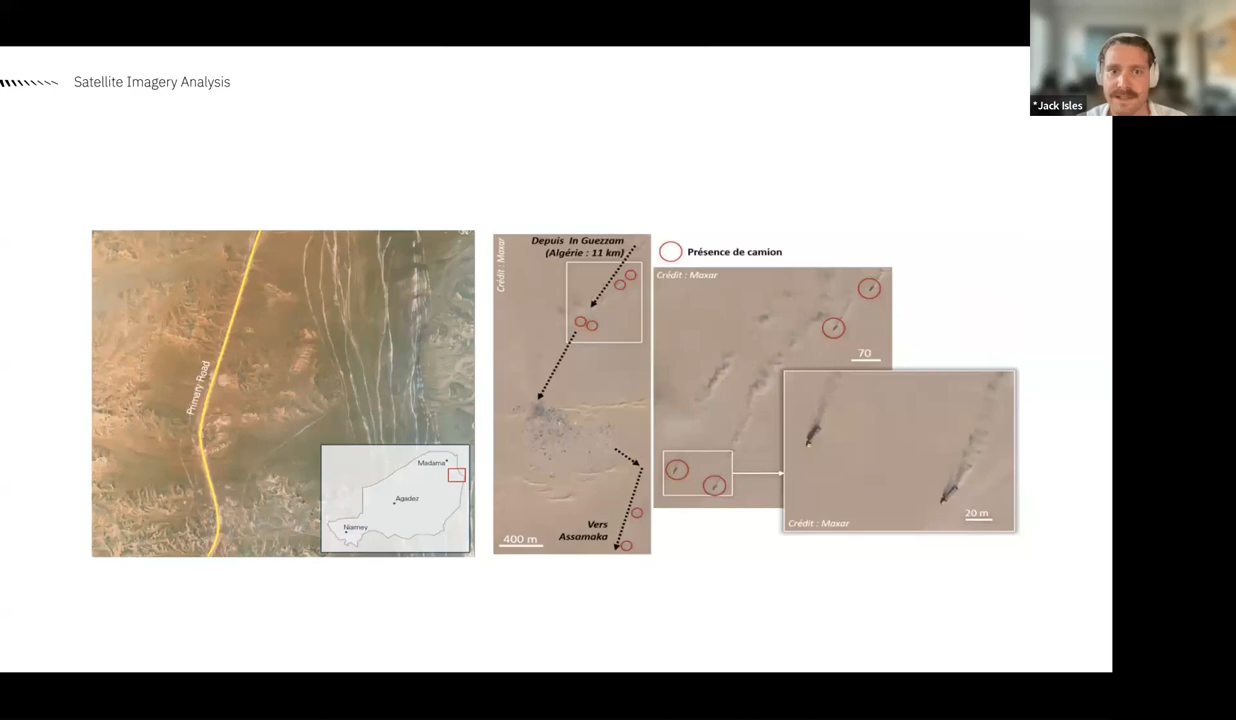 Satellite Imagery Analysis
*Jack Isles
Primary Road
Madama
Agadez
Niamey
Crédit : Maxar
Depuis In Guezzam
(Algérie : 11 km)
Vers
Assamaka
400 m
Présence de camion
Crédit : Maxar
70
20 m
Crédit : Maxar